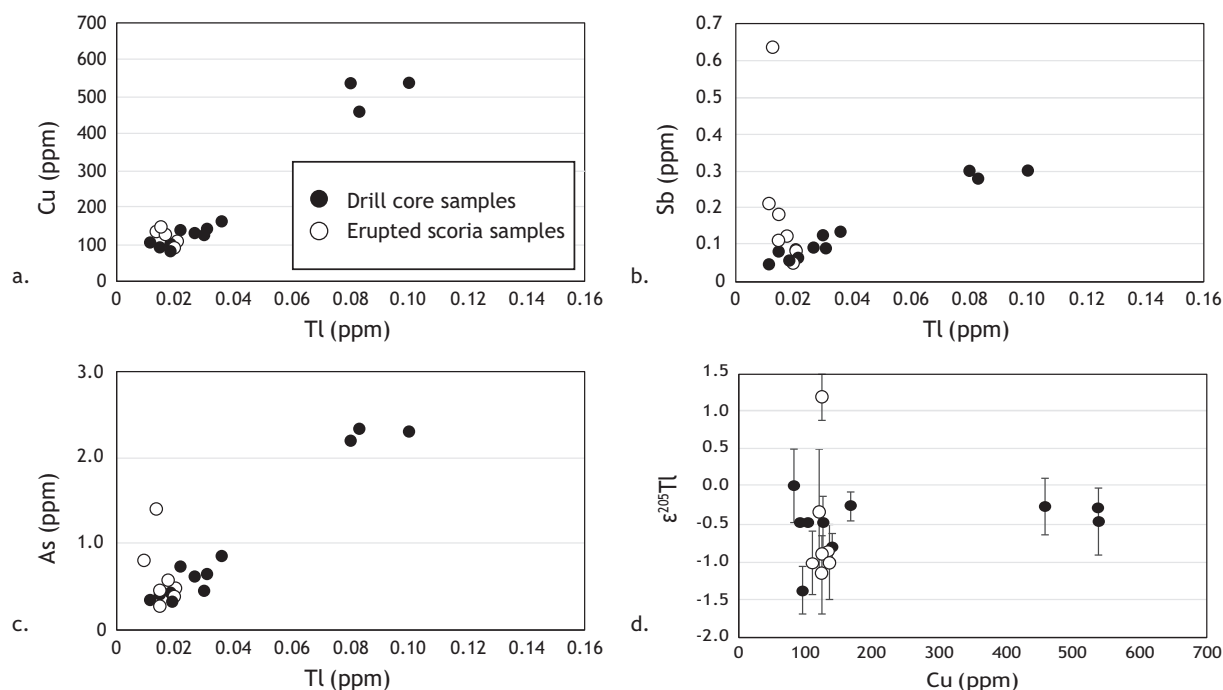 700
600
500
400
300
200
100
0
Cu (ppm)
Drill core samples
Erupted scoria samples
0 0.02 0.04 0.06 0.08 0.10 0.12 0.14 0.16
Tl (ppm)
a.
0.7
0.6
0.5
0.4
0.3
0.2
0.1
0
Sb (ppm)
0 0.02 0.04 0.06 0.08 0.10 0.12 0.14 0.16
Tl (ppm)
b.
3.0
2.0
1.0
0
As (ppm)
0 0.02 0.04 0.06 0.08 0.10 0.12 0.14 0.16
Tl (ppm)
c.
1.5
1.0
0.5
0.0
-0.5
-1.0
-1.5
-2.0
ε²⁰⁵Tl
0 100 200 300 400 500 600 700
Cu (ppm)
d.